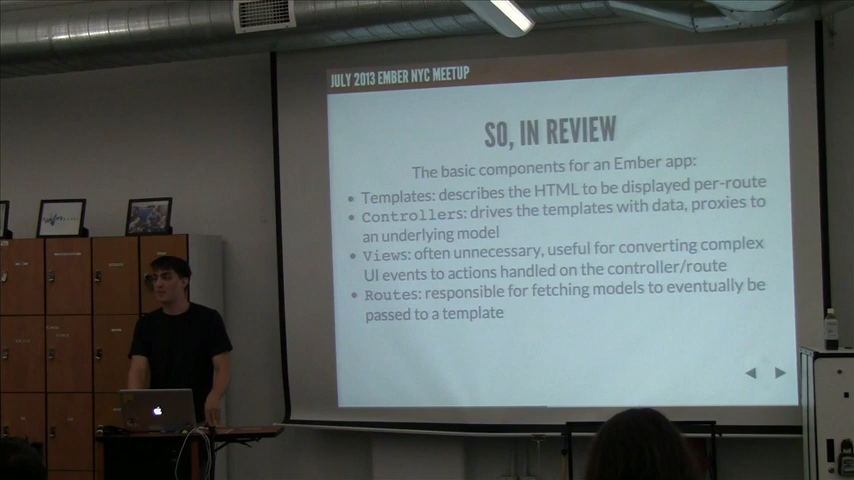 JULY 2013 EMBER NYC MEETUP
SO, IN REVIEW
The basic components for an Ember app:
• Templates: describes the HTML to be displayed per-route
• Controllers: drives the templates with data, proxies to
an underlying model
• Views: often unnecessary, useful for converting complex
UI events to actions handled on the controller/route
• Routes: responsible for fetching models to eventually be
passed to a template